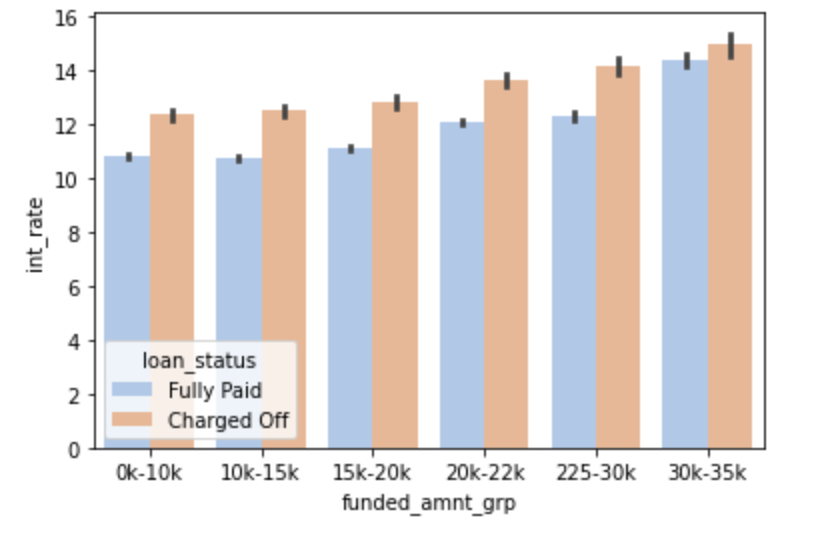 16
14
12
10
8
6
4
2
0
int_rate
loan_status
Fully Paid
Charged Off
0k-10k 10k-15k 15k-20k 20k-22k 225-30k 30k-35k
funded_amnt_grp